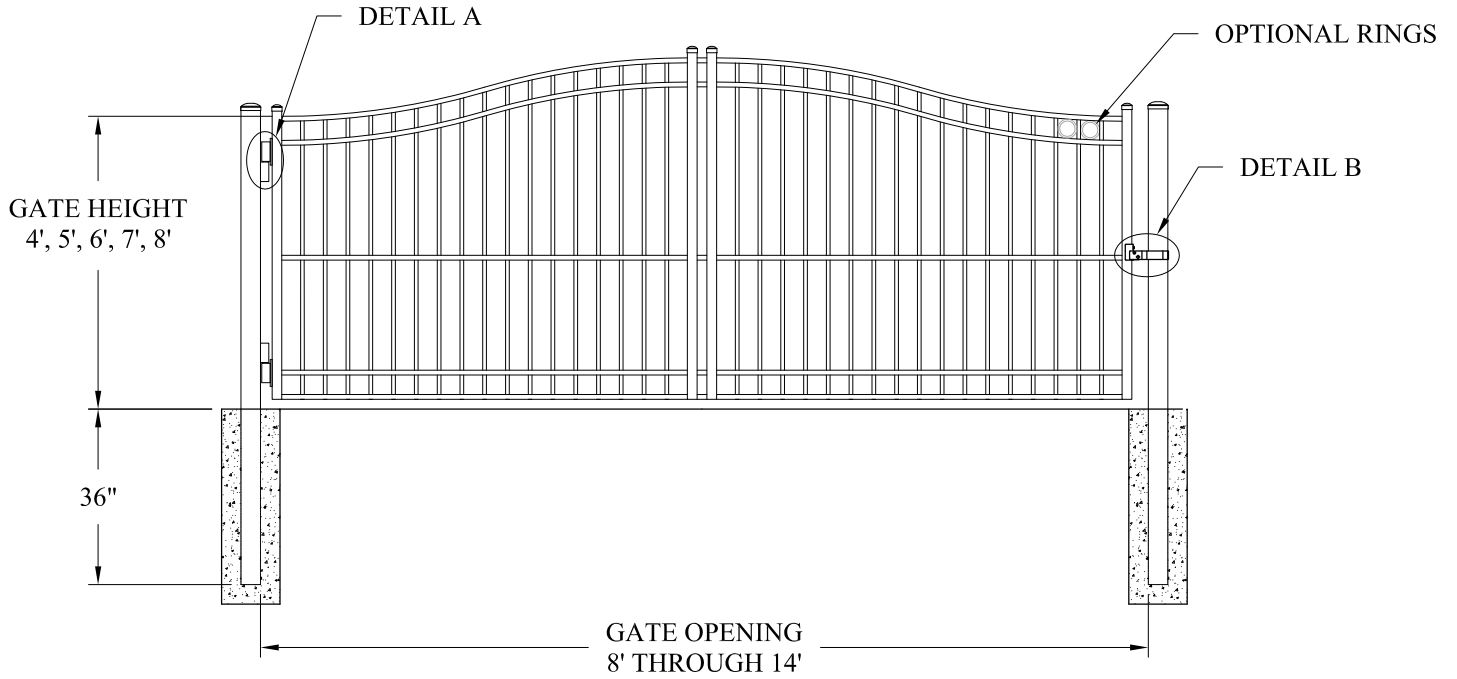 DETAIL A
OPTIONAL RINGS
DETAIL B
GATE HEIGHT
4', 5', 6', 7', 8'
36"
GATE OPENING
8' THROUGH 14'